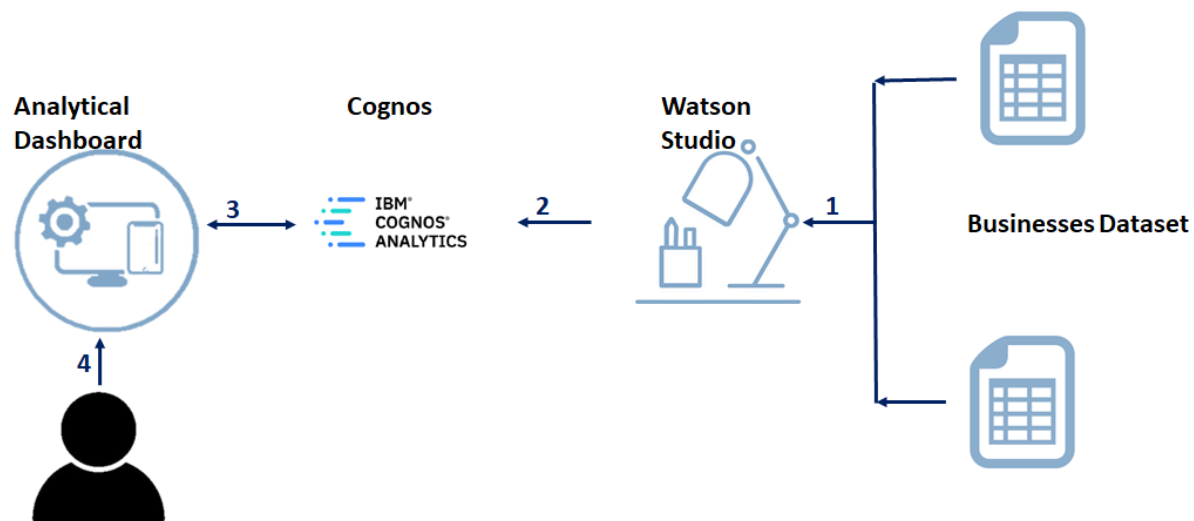 Analytical
Dashboard
Cognos
Watson
Studio
Businesses Dataset
1
2
3
4
IBM®
COGNOS®
ANALYTICS